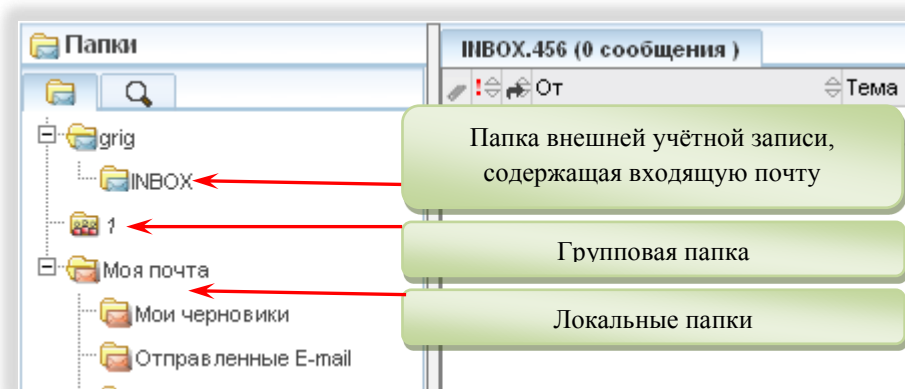 Папки
INBOX.456 (0 сообщения )
! От Тема
grig
INBOX
1
Моя почта
Мои черновики
Отправленные E-mail
Папка внешней учётной записи,
содержащая входящую почту
Групповая папка
Локальные папки